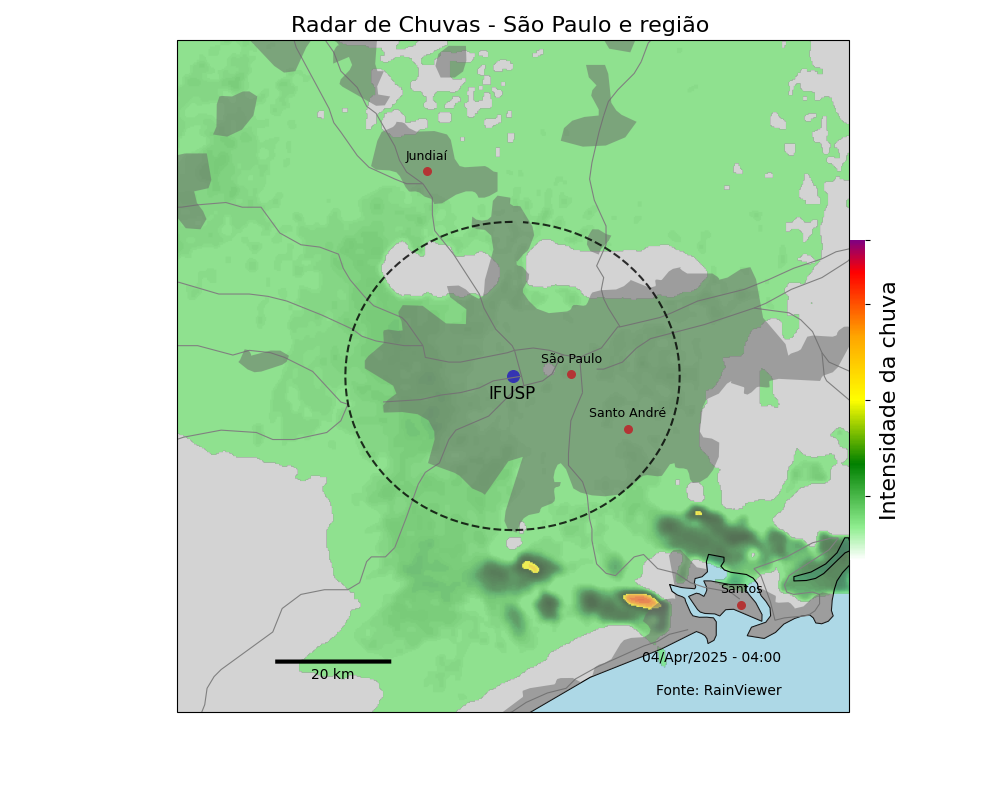 Radar de Chuvas - São Paulo e região
Jundiaí
São Paulo
IFUSP
Santo André
Santos
04/Apr/2025 - 04:00
20 km
Fonte: RainViewer
Intensidade da chuva